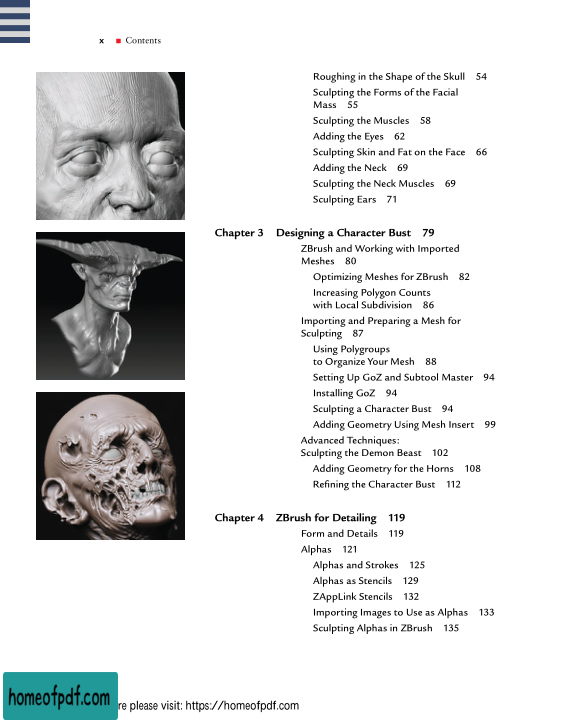 x ■ Contents
Roughing in the Shape of the Skull 54
Sculpting the Forms of the Facial
Mass 55
Sculpting the Muscles 58
Adding the Eyes 62
Sculpting Skin and Fat on the Face 66
Adding the Neck 69
Sculpting the Neck Muscles 69
Sculpting Ears 71
Chapter 3 Designing a Character Bust 79
ZBrush and Working with Imported
Meshes 80
Optimizing Meshes for ZBrush 82
Increasing Polygon Counts
with Local Subdivision 86
Importing and Preparing a Mesh for
Sculpting 87
Using Polygroups
to Organize Your Mesh 88
Setting Up GoZ and Subtool Master 94
Installing GoZ 94
Sculpting a Character Bust 94
Adding Geometry Using Mesh Insert 99
Advanced Techniques:
Sculpting the Demon Beast 102
Adding Geometry for the Horns 108
Refining the Character Bust 112
Chapter 4 ZBrush for Detailing 119
Form and Details 119
Alphas 121
Alphas and Strokes 125
Alphas as Stencils 129
ZAppLink Stencils 132
Importing Images to Use as Alphas 133
Sculpting Alphas in ZBrush 135
homeofpdf.com
re please visit: https://homeofpdf.com